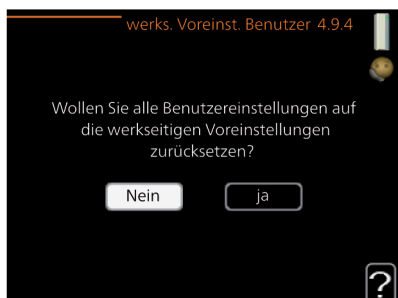 werks. Voreinst. Benutzer 4.9.4
Wollen Sie alle Benutzereinstellungen auf
die werkseitigen Voreinstellungen
zurücksetzen?
Nein
ja
?